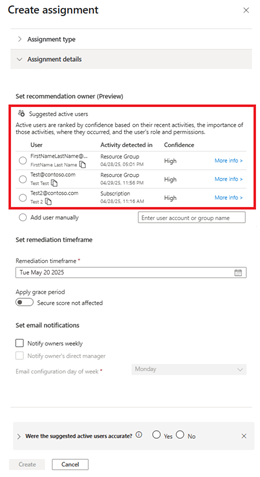 Create assignment
Assignment type
Assignment details
Set recommendation owner (Preview)
Suggested active users
Active users are ranked by confidence based on their recent activities, the importance of
those activities, where they occurred, and the user's role and permissions.
User Activity detected in Confidence
FirstNameLastName@... Resource Group High More info >
FirstName Last Name 04/28/25, 05:01 PM
Test@contoso.com Resource Group High More info >
Test Test 04/29/25, 11:56 PM
Test2@contoso.com Subscription High More info >
Test 2 04/28/25, 11:16 AM
Add user manually Enter user account or group name
Set remediation timeframe
Remediation timeframe *
Tue May 20 2025
Apply grace period
Secure score not affected
Set email notifications
Notify owners weekly
Notify owner's direct manager
Email configuration day of week * Monday
Were the suggested active users accurate? Yes No
Create Cancel